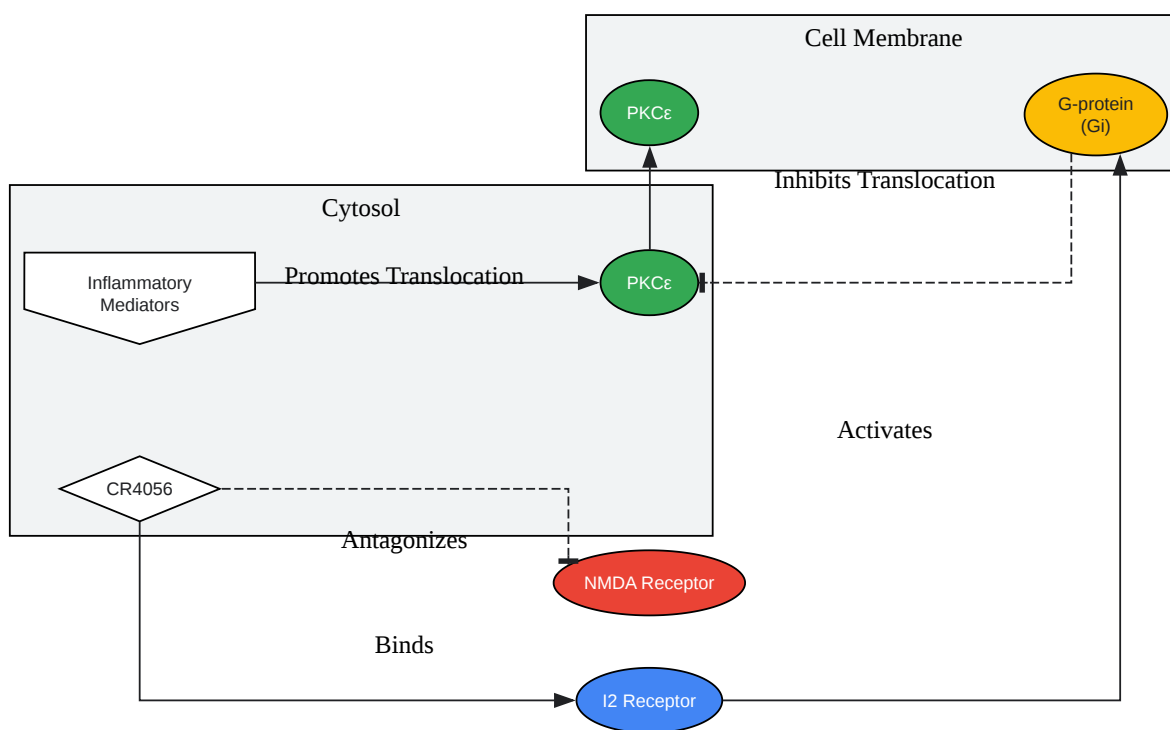 Cell Membrane
PKCε
G-protein
(Gi)
Inhibits Translocation
Cytosol
Inflammatory
Mediators
Promotes Translocation
PKCε
Activates
CR4056
Antagonizes
NMDA Receptor
Binds
I2 Receptor